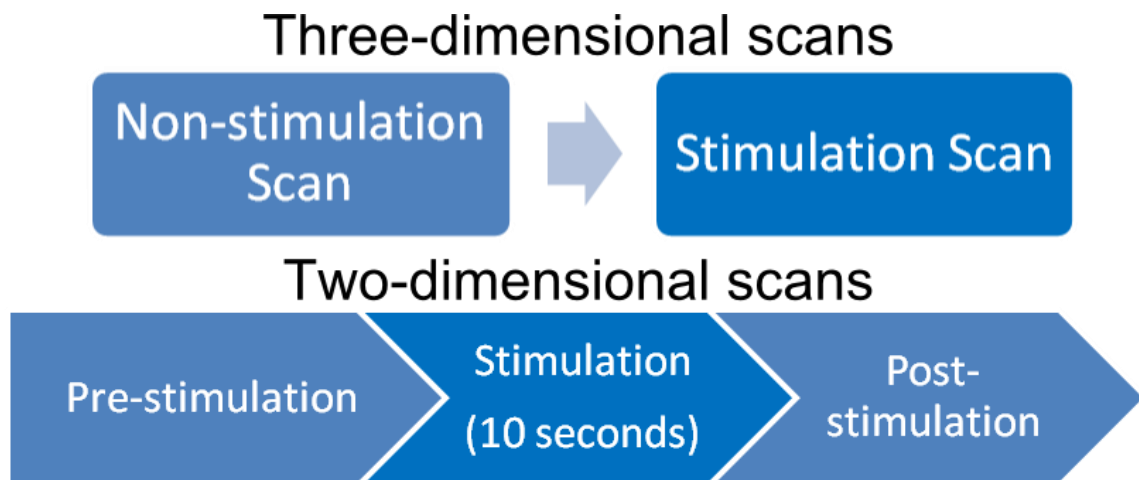 Three-dimensional scans
Non-stimulation
Scan
Stimulation Scan
Two-dimensional scans
Pre-stimulation
Stimulation
(10 seconds)
Post-
stimulation